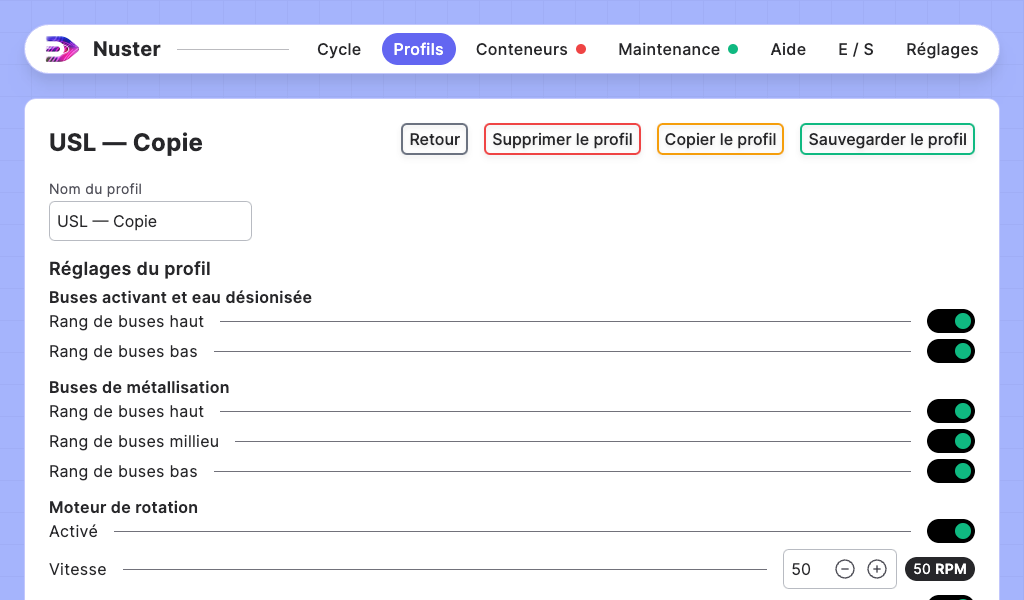 Nuster
Cycle
Profils
Conteneurs
Maintenance
Aide
E / S
Réglages
USL — Copie
Retour
Supprimer le profil
Copier le profil
Sauvegarder le profil
Nom du profil
USL — Copie
Réglages du profil
Buses activant et eau désionisée
Rang de buses haut
Rang de buses bas
Buses de métallisation
Rang de buses haut
Rang de buses millieu
Rang de buses bas
Moteur de rotation
Activé
Vitesse
50
50 RPM